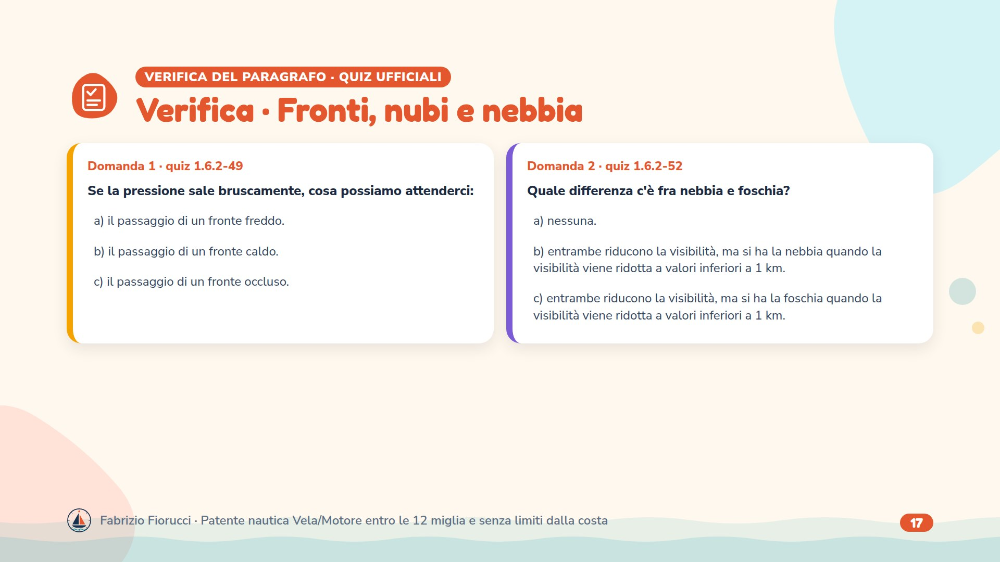 VERIFICA DEL PARAGRAFO · QUIZ UFFICIALI
Verifica · Fronti, nubi e nebbia
Domanda 1 · quiz 1.6.2-49
Se la pressione sale bruscamente, cosa possiamo attenderci:
a) il passaggio di un fronte freddo.
b) il passaggio di un fronte caldo.
c) il passaggio di un fronte occluso.
Domanda 2 · quiz 1.6.2-52
Quale differenza c'è fra nebbia e foschia?
a) nessuna.
b) entrambe riducono la visibilità, ma si ha la nebbia quando la
visibilità viene ridotta a valori inferiori a 1 km.
c) entrambe riducono la visibilità, ma si ha la foschia quando la
visibilità viene ridotta a valori inferiori a 1 km.
Fabrizio Fiorucci · Patente nautica Vela/Motore entro le 12 miglia e senza limiti dalla costa
17